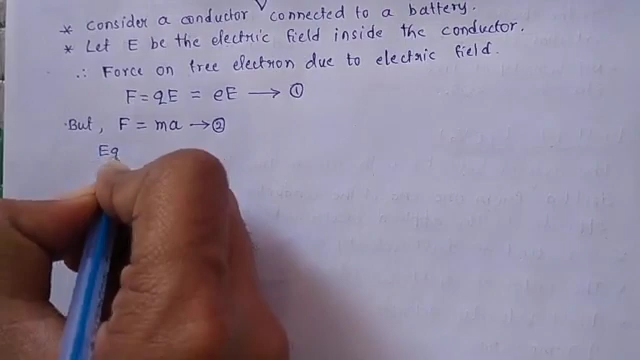 * Consider a conductor connected to a battery.
* Let E be the electric field inside the conductor.
∴ Force on free electron due to electric field.
F = qE = eE → ①
But, F = ma → ②
Eq